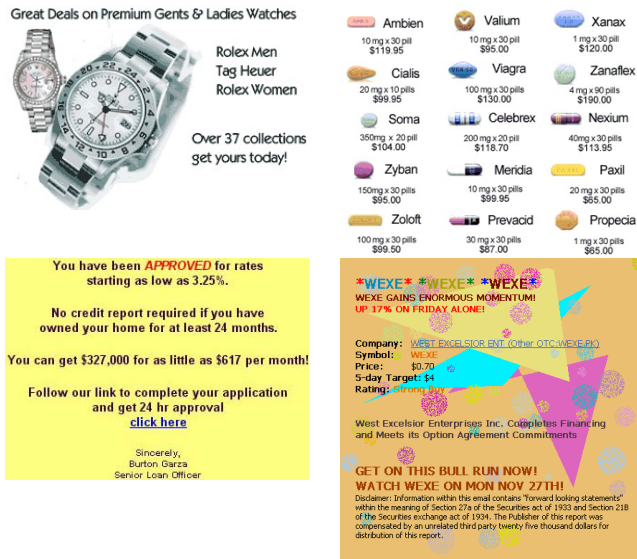 Great Deals on Premium Gents & Ladies Watches
Rolex Men
Tag Heuer
Rolex Women
Over 37 collections
get yours today!
Ambien
10 mg x 30 pills
$119.95
Valium
10 mg x 30 pills
$95.00
Xanax
1 mg x 30 pills
$120.00
Cialis
20 mg x 10 pills
$99.95
Viagra
100 mg x 30 pills
$130.00
Zanaflex
4 mg x 90 pills
$190.00
Soma
350mg x 20 pill
$104.00
Celebrex
200 mg x 20 pill
$118.70
Nexium
40mg x 30 pills
$113.95
Zyban
150mg x 30 pills
$95.00
Meridia
10 mg x 30 pills
$99.95
Paxil
20 mg x 30 pills
$65.00
Zoloft
100 mg x 30 pills
$99.50
Prevacid
30 mg x 30 pills
$87.00
Propecia
1 mg x 30 pills
$65.00
You have been APPROVED for rates
starting as low as 3.25%.
No credit report required if you have
owned your home for at least 24 months.
You can get $327,000 for as little as $617 per month!
Follow our link to complete your application
and get 24 hr approval
click here
Sincerely,
Burton Garza
Senior Loan Officer
*WEXE* *WEXE* *WEXE*
WEXE GAINS ENORMOUS MOMENTUM!
UP 17% ON FRIDAY ALONE!
Company: WEST EXCELSIOR ENT (Other OTC:WEXE.PK)
Symbol: WEXE
Price: $0.70
5-day Target: $4
Rating: Strong Buy
West Excelsior Enterprises Inc. Completes Financing
and Meets its Option Agreement Commitments
GET ON THIS BULL RUN NOW!
WATCH WEXE ON MON NOV 27TH!
Disclaimer: Information within this email contains "forward looking statements"
within the meaning of Section 27a of the Securities act of 1933 and Section 21B
of the Securities exchange act of 1934. The Publisher of this report was
compensated by an unrelated third party twenty five thousand dollars for
distribution of this report.